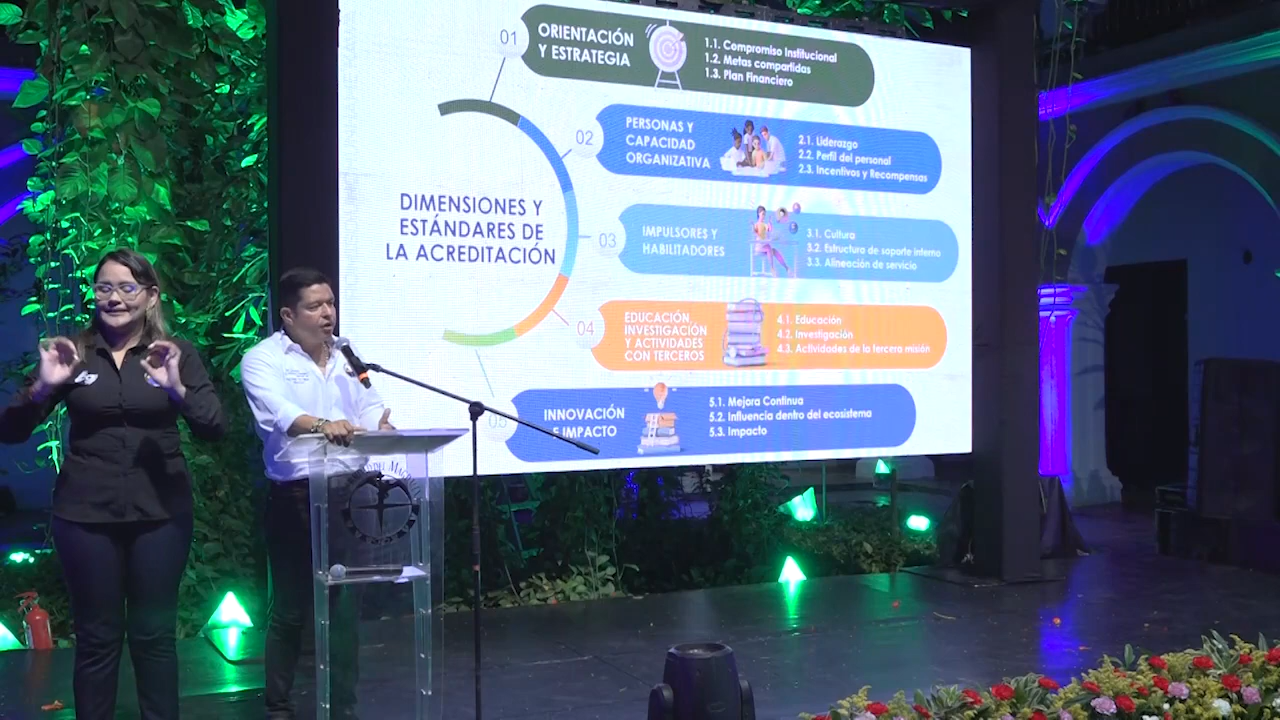 01
ORIENTACIÓN
Y ESTRATEGIA
1.1. Compromiso Institucional
1.2. Metas compartidas
1.3. Plan Financiero
02
PERSONAS Y
CAPACIDAD
ORGANIZATIVA
2.1. Liderazgo
2.2. Perfil del personal
2.3. Incentivos y Recompensas
DIMENSIONES Y
ESTÁNDARES DE
LA ACREDITACIÓN
03
IMPULSORES Y
HABILITADORES
3.1. Cultura
3.2. Estructura de soporte interno
3.3. Alineación de servicio
04
EDUCACIÓN,
INVESTIGACIÓN
Y ACTIVIDADES
CON TERCEROS
4.1. Educación
4.2. Investigación
4.3. Actividades de la tercera misión
05
INNOVACIÓN
E IMPACTO
5.1. Mejora Continua
5.2. Influencia dentro del ecosistema
5.3. Impacto